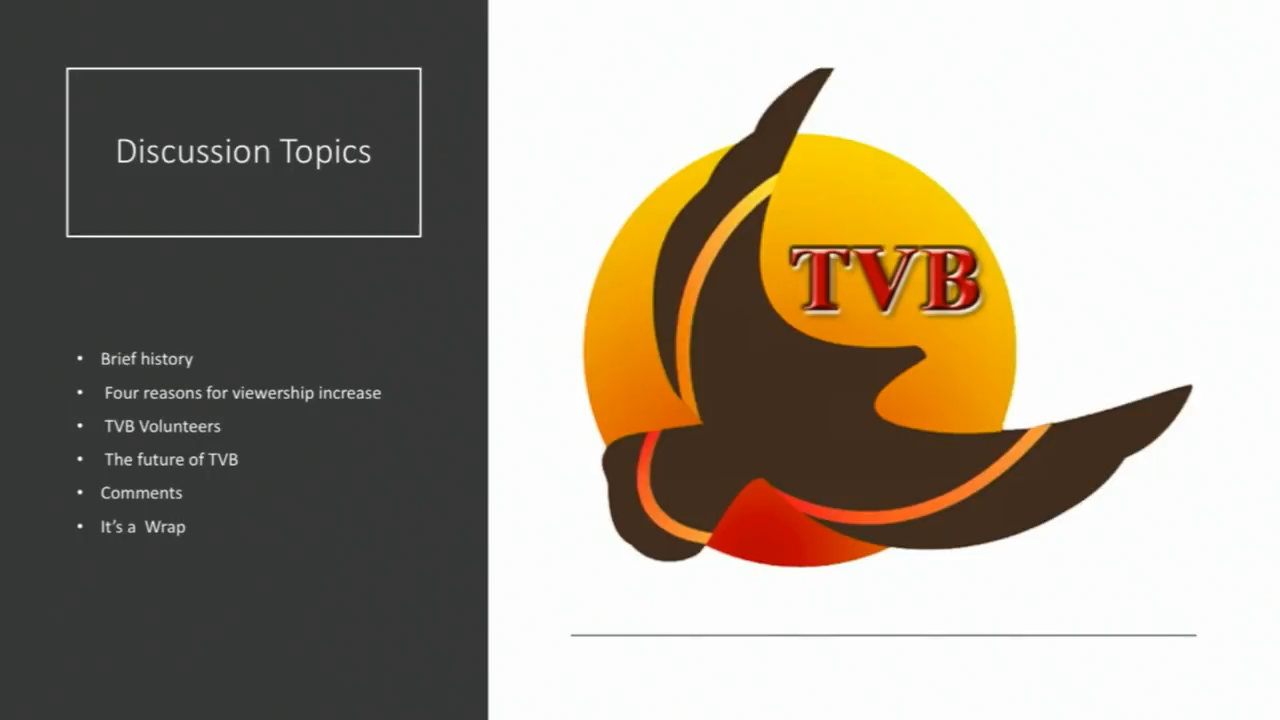 Discussion Topics
• Brief history
• Four reasons for viewership increase
• TVB Volunteers
• The future of TVB
• Comments
• It's a Wrap
TVB